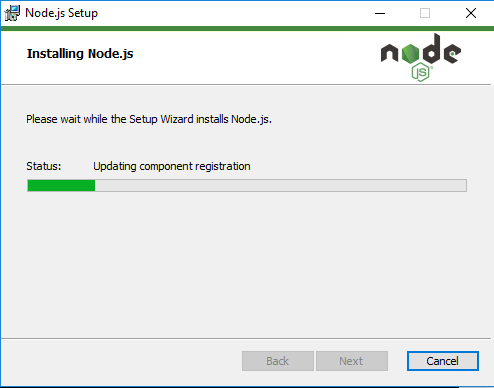 Node.js Setup
Installing Node.js
node
JS
Please wait while the Setup Wizard installs Node.js.
Status: Updating component registration
Back Next Cancel